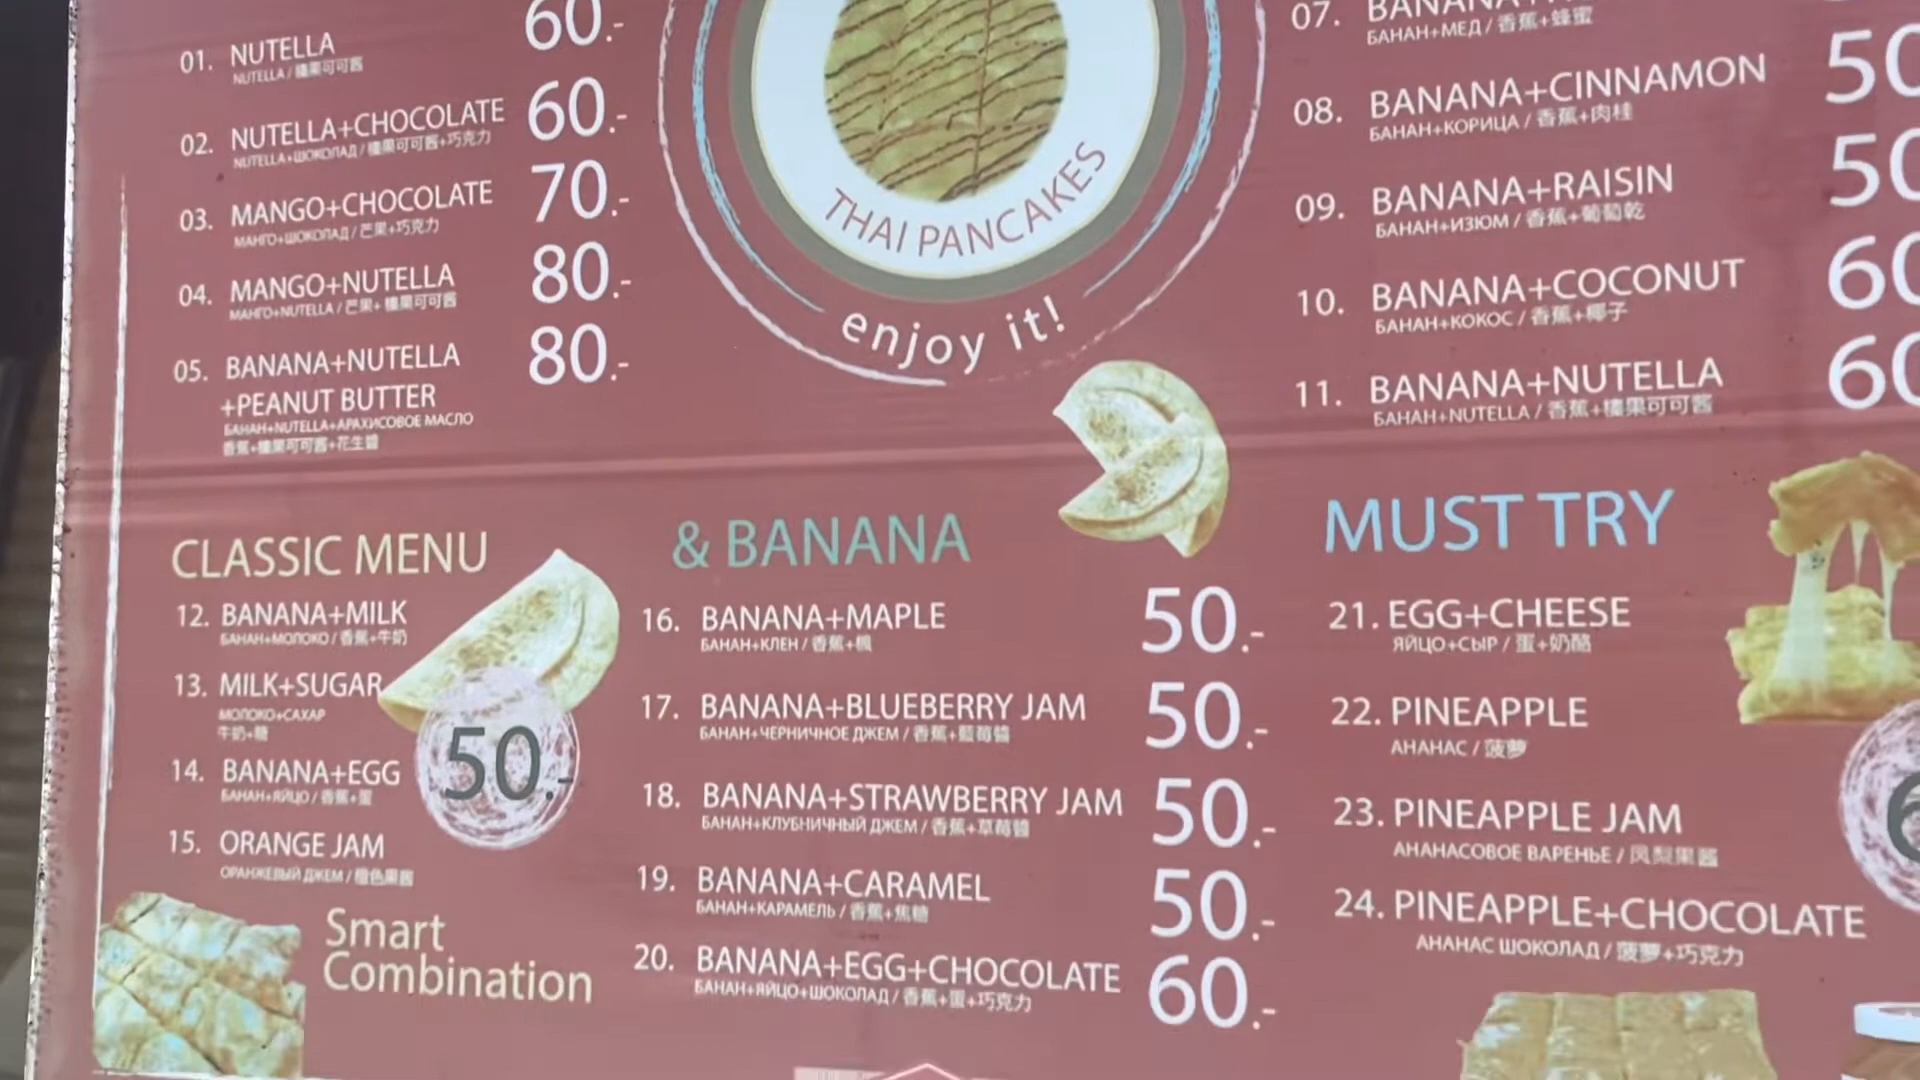 01. NUTELLA 60.-
NUTELLA / 榛果可可酱
02. NUTELLA+CHOCOLATE 60.-
NUTELLA+ШОКОЛАД / 榛果可可酱+巧克力
03. MANGO+CHOCOLATE 70.-
МАНГО+ШОКОЛАД / 芒果+巧克力
04. MANGO+NUTELLA 80.-
МАНГО+NUTELLA / 芒果+榛果可可酱
05. BANANA+NUTELLA 80.-
+PEANUT BUTTER
БАНАН+NUTELLA+АРАХИСОВОЕ МАСЛО
香蕉+榛果可可酱+花生醬
THAI PANCAKES
enjoy it!
07.
БАНАН+МЕД / 香蕉+蜂蜜
08. BANANA+CINNAMON 50
БАНАН+КОРИЦА / 香蕉+肉桂
09. BANANA+RAISIN 50
БАНАН+ИЗЮМ / 香蕉+葡萄乾
10. BANANA+COCONUT 60
БАНАН+КОКОС / 香蕉+椰子
11. BANANA+NUTELLA 60
БАНАН+NUTELLA / 香蕉+榛果可可酱
CLASSIC MENU
12. BANANA+MILK
БАНАН+МОЛОКО / 香蕉+牛奶
13. MILK+SUGAR
МОЛОКО+САХАР
牛奶+糖
14. BANANA+EGG
БАНАН+ЯЙЦО / 香蕉+蛋
15. ORANGE JAM
ОРАНЖЕВЫЙ ДЖЕМ / 橙色果酱
50.-
Smart
Combination
& BANANA
16. BANANA+MAPLE 50.-
БАНАН+КЛЕН / 香蕉+楓
17. BANANA+BLUEBERRY JAM 50.-
БАНАН+ЧЕРНИЧНОЕ ДЖЕМ / 香蕉+藍莓醬
18. BANANA+STRAWBERRY JAM 50.-
БАНАН+КЛУБНИЧНЫЙ ДЖЕМ / 香蕉+草莓醬
19. BANANA+CARAMEL 50.-
БАНАН+КАРАМЕЛЬ / 香蕉+焦糖
20. BANANA+EGG+CHOCOLATE 60.-
БАНАН+ЯЙЦО+ШОКОЛАД / 香蕉+蛋+巧克力
MUST TRY
21. EGG+CHEESE
ЯЙЦО+СЫР / 蛋+奶酪
22. PINEAPPLE
АНАНАС / 菠萝
23. PINEAPPLE JAM
АНАНАСОВОЕ ВАРЕНЬЕ / 凤梨果酱
24. PINEAPPLE+CHOCOLATE
АНАНАС ШОКОЛАД / 菠萝+巧克力